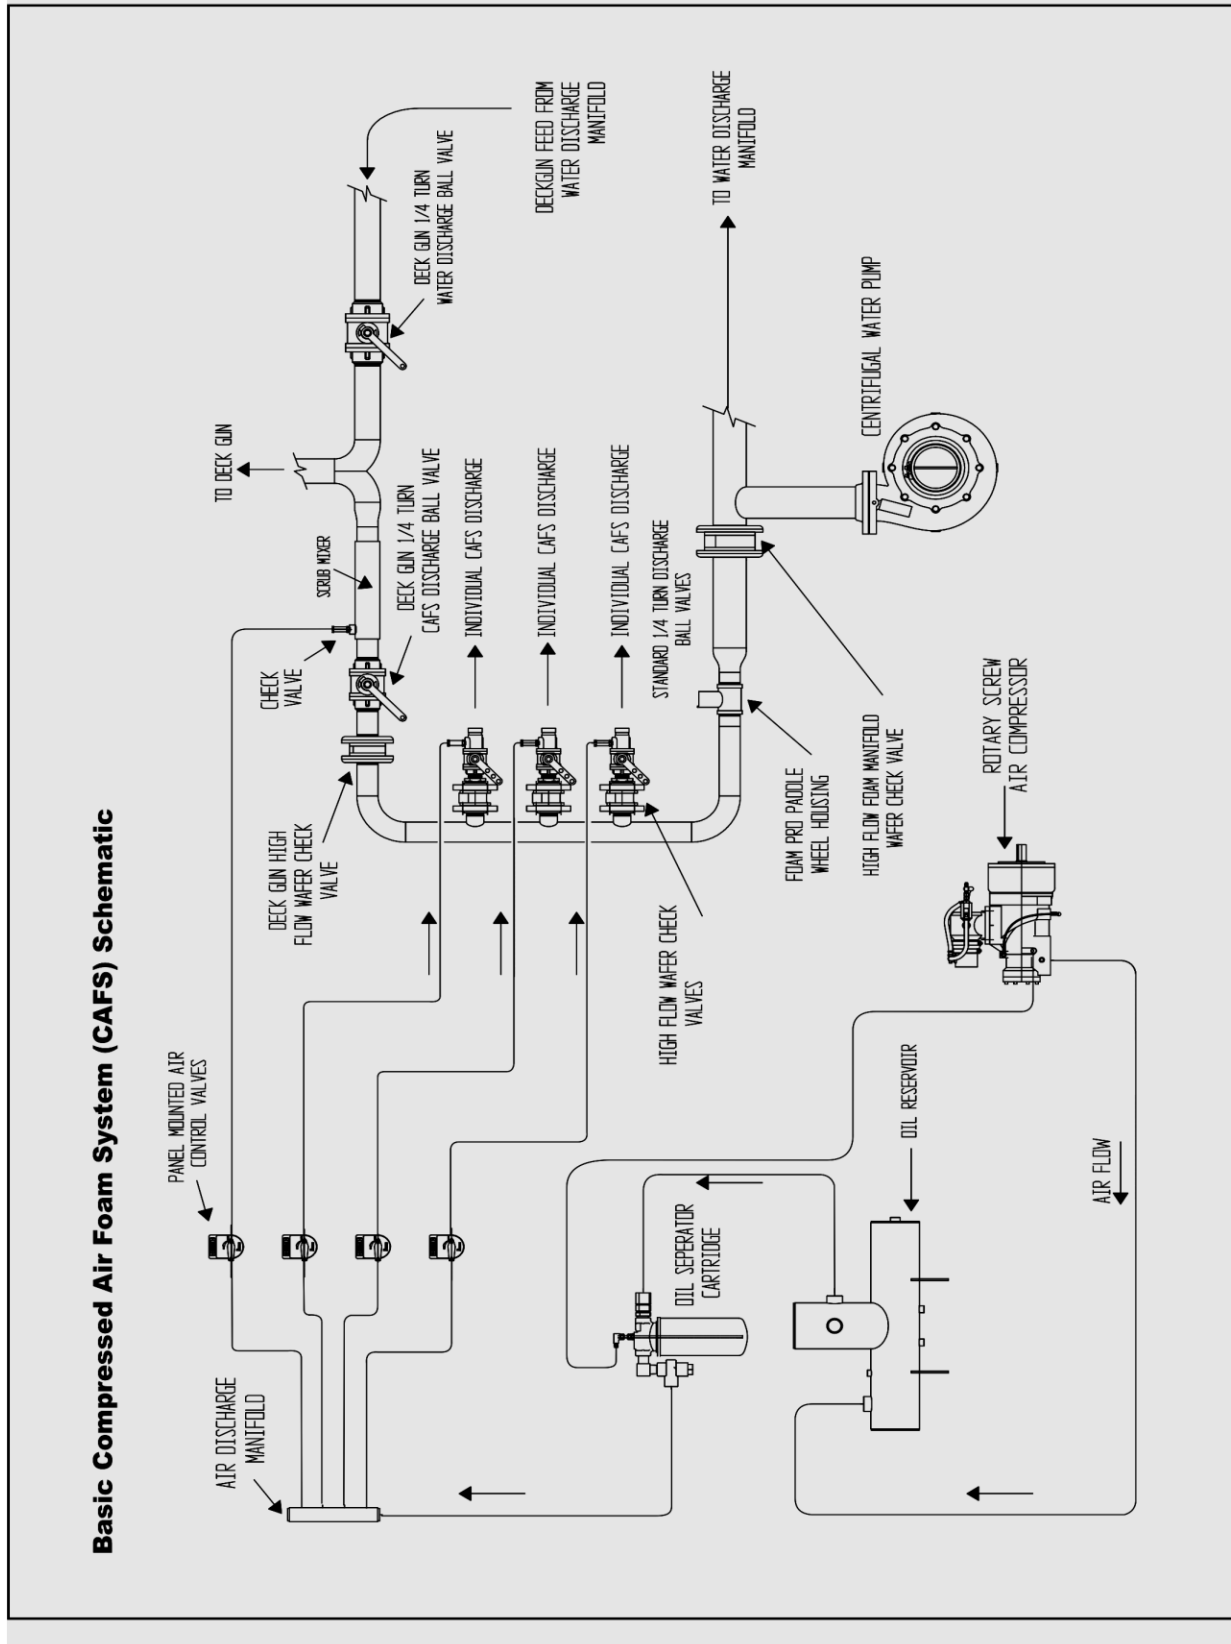 Basic Compressed Air Foam System (CAFS) Schematic
PANEL MOUNTED AIR
CONTROL VALVES
AIR DISCHARGE
MANIFOLD
CHECK
VALVE
SCRUB MIXER
TO DECK GUN
DECK GUN HIGH
FLOW WAFER CHECK
VALVE
DECK GUN 1/4 TURN
CAFS DISCHARGE BALL VALVE
DECK GUN 1/4 TURN
WATER DISCHARGE BALL VALVE
DECKGUN FEED FROM
WATER DISCHARGE
MANIFOLD
INDIVIDUAL CAFS DISCHARGE
INDIVIDUAL CAFS DISCHARGE
INDIVIDUAL CAFS DISCHARGE
STANDARD 1/4 TURN DISCHARGE
BALL VALVES
TO WATER DISCHARGE
MANIFOLD
HIGH FLOW WAFER CHECK
VALVES
OIL SEPERATOR
CARTRIDGE
FOAM PRO PADDLE
WHEEL HOUSING
HIGH FLOW FOAM MANIFOLD
WAFER CHECK VALVE
CENTRIFUGAL WATER PUMP
OIL RESERVOIR
ROTARY SCREW
AIR COMPRESSOR
AIR FLOW